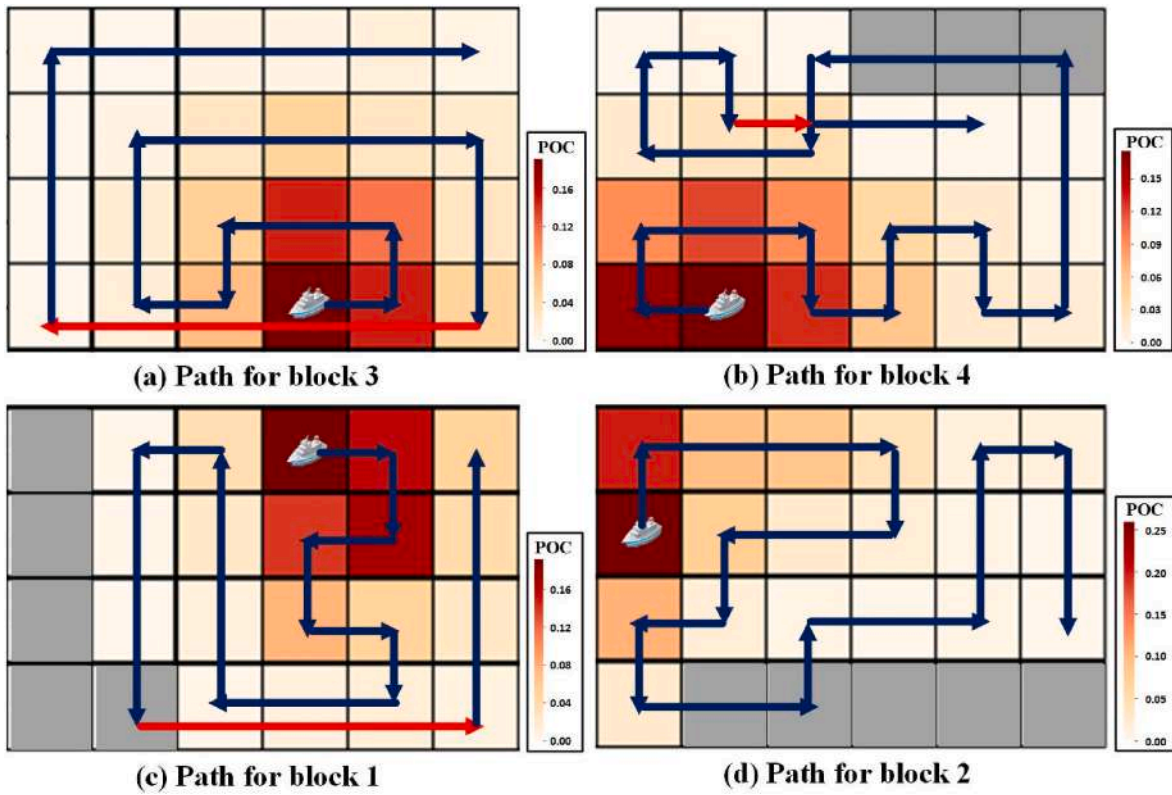 POC
0.16
0.12
0.08
0.04
0.00
(a) Path for block 3
POC
0.15
0.12
0.09
0.06
0.03
0.00
(b) Path for block 4
POC
0.16
0.12
0.08
0.04
0.00
(c) Path for block 1
POC
0.25
0.20
0.15
0.10
0.05
0.00
(d) Path for block 2